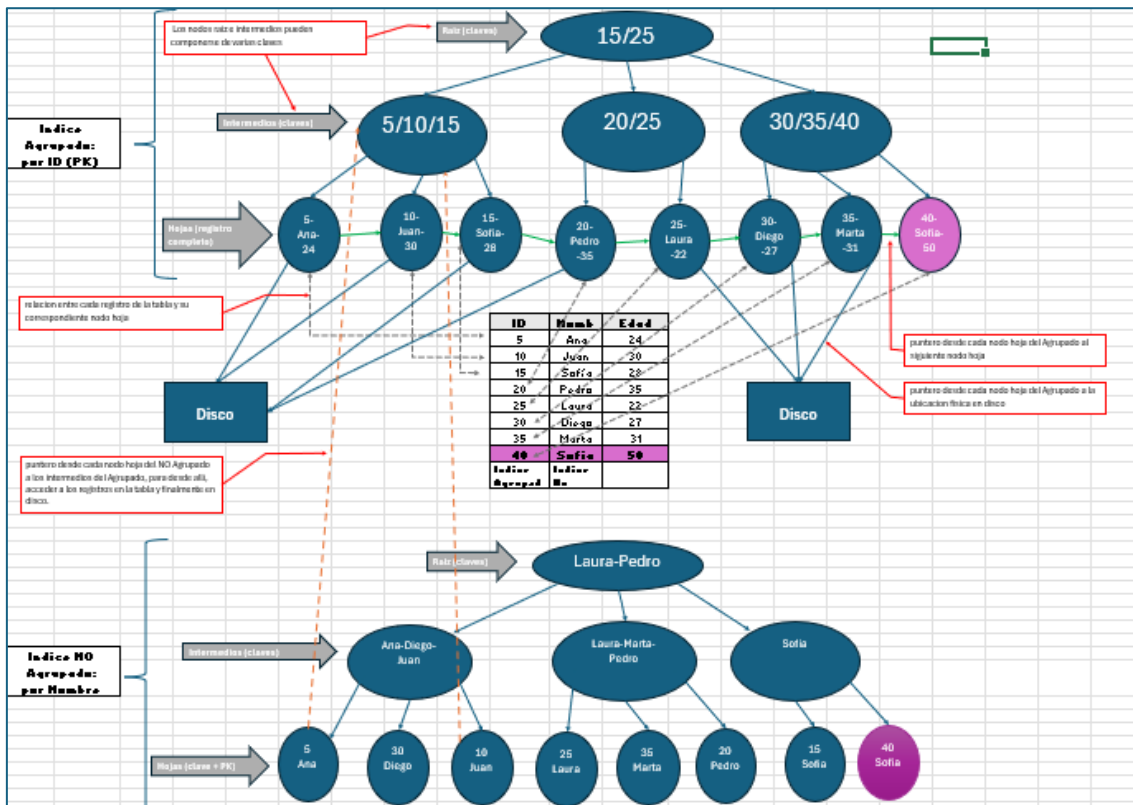 Los nodos raiz e intermedios pueden
componerse de varias claves
Raiz (claves)
15/25
Intermedios (claves)
5/10/15
20/25
30/35/40
Indice
Agrupado:
por ID (PK)
Hojas (registro
completo)
5-
Ana-
24
10-
Juan-
30
15-
Sofia-
28
20-
Pedro
-35
25-
Laura
-22
30-
Diego
-27
35-
Marta
-31
40-
Sofia-
50
relacion entre cada registro de la tabla y su
correspondiente nodo hoja
ID Nomb Edad
5 Ana 24
10 Juan 30
15 Sofía 28
20 Pedro 35
25 Laura 22
30 Diego 27
35 Marta 31
40 Sofia 50
Indice Indice
Agrupad No
puntero desde cada nodo hoja del Agrupado al
siguiente nodo hoja
puntero desde cada nodo hoja del Agrupado a la
ubicacion fisica en disco
Disco
Disco
puntero desde cada nodo hoja del NO Agrupado
a los intermedios del Agrupado, para desde allí,
acceder a los registros en la tabla y finalmente en
disco.
Raiz (claves)
Laura-Pedro
Intermedios (claves)
Ana-Diego-
Juan
Laura-Marta-
Pedro
Sofia
Indice NO
Agrupado:
por Nombre
Hojas (clave + PK)
5
Ana
30
Diego
10
Juan
25
Laura
35
Marta
20
Pedro
15
Sofia
40
Sofia